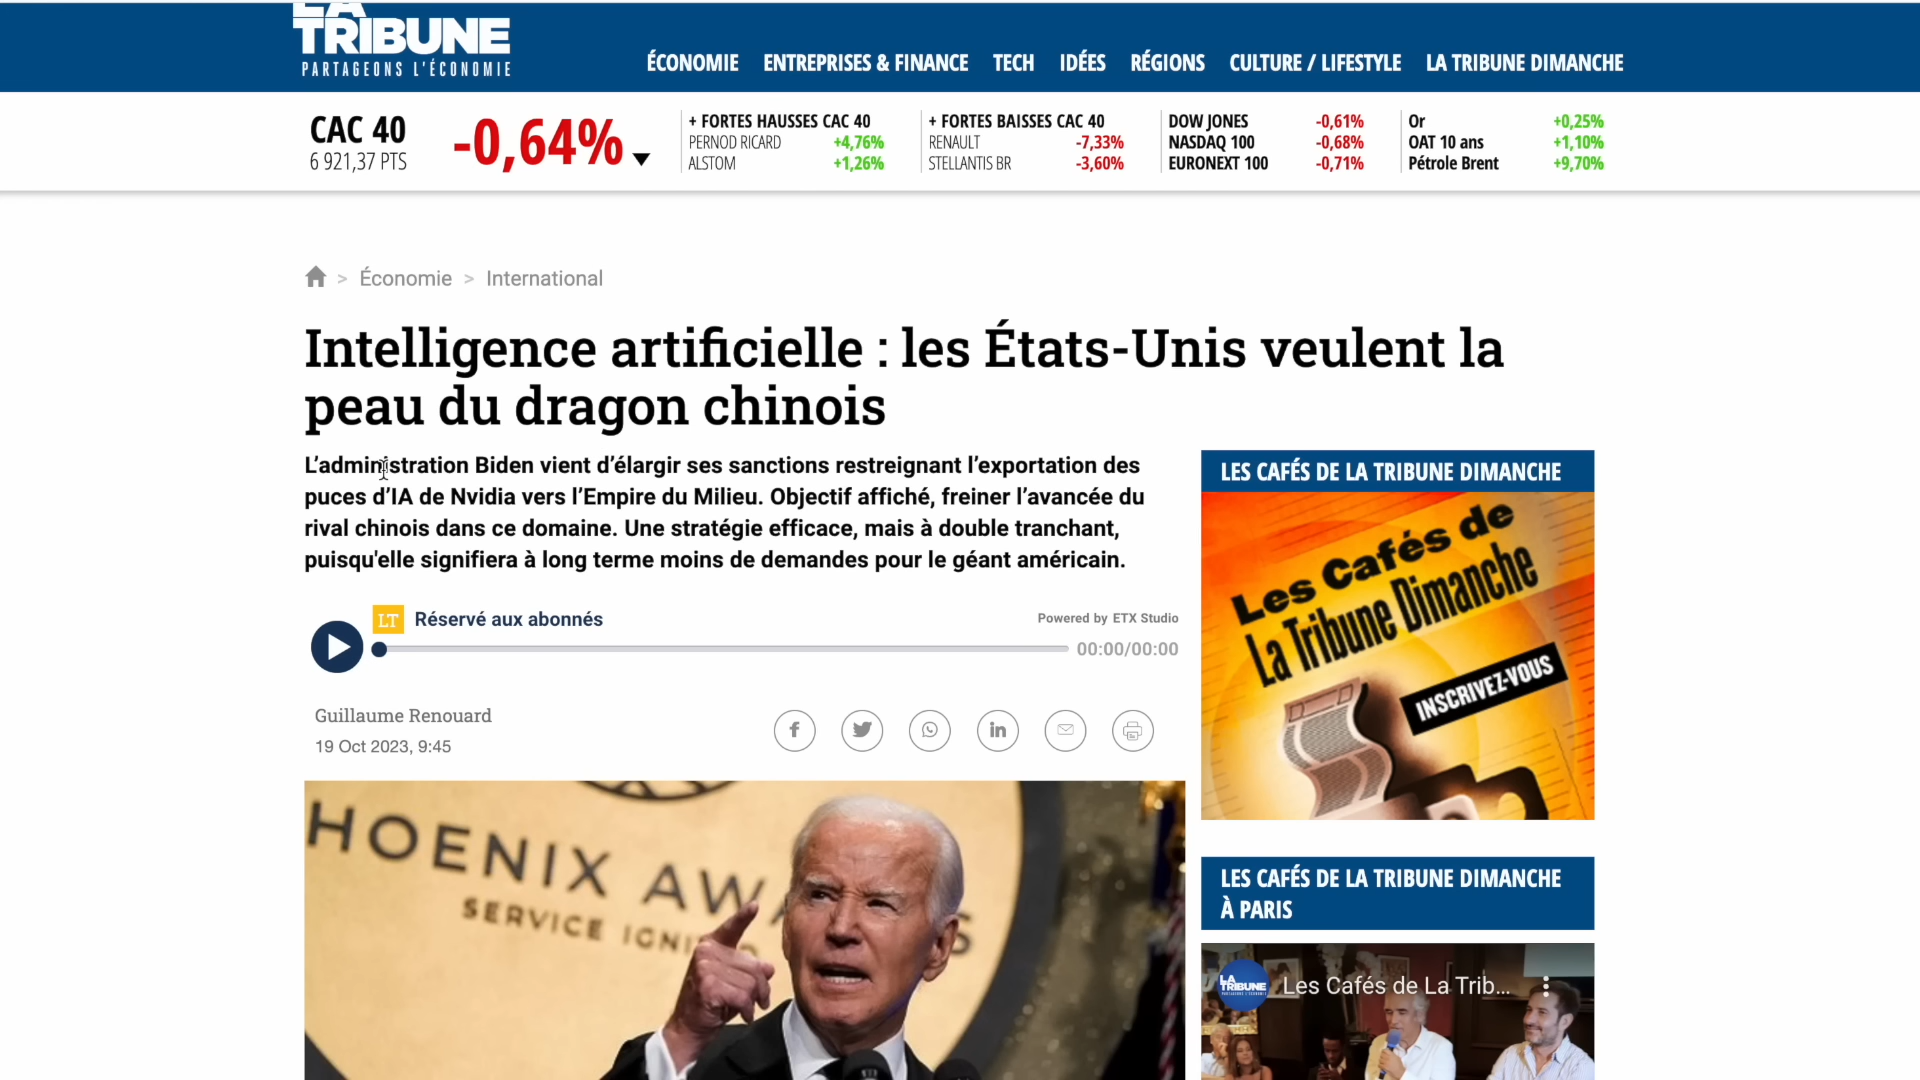 LA
TRIBUNE
PARTAGEONS L'ÉCONOMIE
ÉCONOMIE ENTREPRISES & FINANCE TECH IDÉES RÉGIONS CULTURE / LIFESTYLE LA TRIBUNE DIMANCHE
CAC 40
6 921,37 PTS
-0,64%
+ FORTES HAUSSES CAC 40
PERNOD RICARD +4,76%
ALSTOM +1,26%
+ FORTES BAISSES CAC 40
RENAULT -7,33%
STELLANTIS BR -3,60%
DOW JONES -0,61%
NASDAQ 100 -0,68%
EURONEXT 100 -0,71%
Or +0,25%
OAT 10 ans +1,10%
Pétrole Brent +9,70%
> Économie > International
Intelligence artificielle : les États-Unis veulent la
peau du dragon chinois
L’administration Biden vient d’élargir ses sanctions restreignant l’exportation des
puces d’IA de Nvidia vers l’Empire du Milieu. Objectif affiché, freiner l’avancée du
rival chinois dans ce domaine. Une stratégie efficace, mais à double tranchant,
puisqu'elle signifiera à long terme moins de demandes pour le géant américain.
LT Réservé aux abonnés
Powered by ETX Studio
00:00/00:00
Guillaume Renouard
19 Oct 2023, 9:45
HOENIX AWA S
SERVICE IGNI
LES CAFÉS DE LA TRIBUNE DIMANCHE
Les Cafés de
La Tribune Dimanche
INSCRIVEZ-VOUS
LES CAFÉS DE LA TRIBUNE DIMANCHE
À PARIS
LA
TRIBUNE
Les Cafés de La Trib...